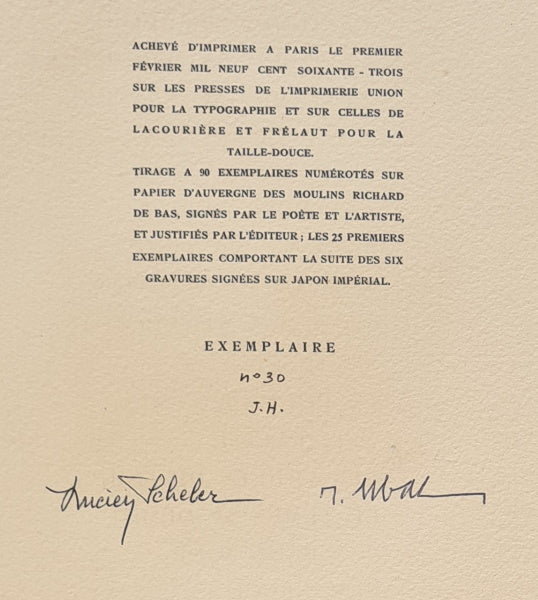 ACHEVÉ D'IMPRIMER A PARIS LE PREMIER
FÉVRIER MIL NEUF CENT SOIXANTE - TROIS
SUR LES PRESSES DE L'IMPRIMERIE UNION
POUR LA TYPOGRAPHIE ET SUR CELLES DE
LACOURIÈRE ET FRÉLAUT POUR LA
TAILLE-DOUCE.
TIRAGE A 90 EXEMPLAIRES NUMÉROTÉS SUR
PAPIER D'AUVERGNE DES MOULINS RICHARD
DE BAS, SIGNÉS PAR LE POÈTE ET L'ARTISTE,
ET JUSTIFIÉS PAR L'ÉDITEUR ; LES 25 PREMIERS
EXEMPLAIRES COMPORTANT LA SUITE DES SIX
GRAVURES SIGNÉES SUR JAPON IMPÉRIAL.
EXEMPLAIRE
nº 30
J.H.
Lucien Scheler